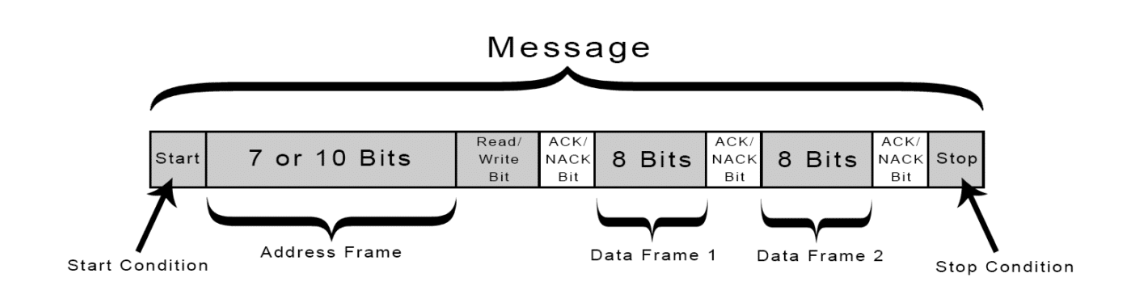 Message
Start
7 or 10 Bits
Read/
Write
Bit
ACK/
NACK
Bit
8 Bits
ACK/
NACK
Bit
8 Bits
ACK/
NACK
Bit
Stop
Start Condition
Address Frame
Data Frame 1
Data Frame 2
Stop Condition